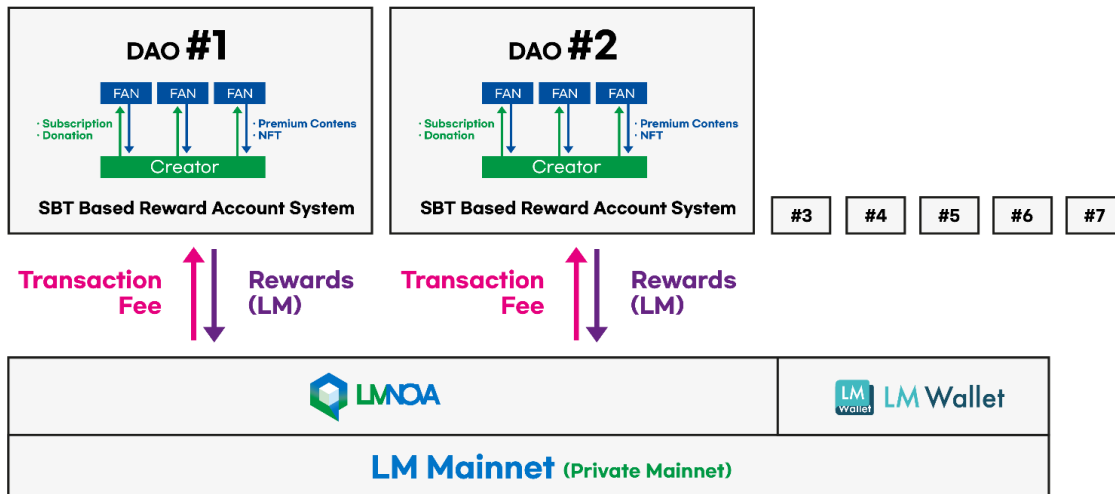 DAO #1
FAN FAN FAN
· Subscription
· Donation
· Premium Contens
· NFT
Creator
SBT Based Reward Account System
DAO #2
FAN FAN FAN
· Subscription
· Donation
· Premium Contens
· NFT
Creator
SBT Based Reward Account System
#3 #4 #5 #6 #7
Transaction
Fee
Rewards
(LM)
Transaction
Fee
Rewards
(LM)
LMNOA
LM
Wallet
LM Wallet
LM Mainnet (Private Mainnet)